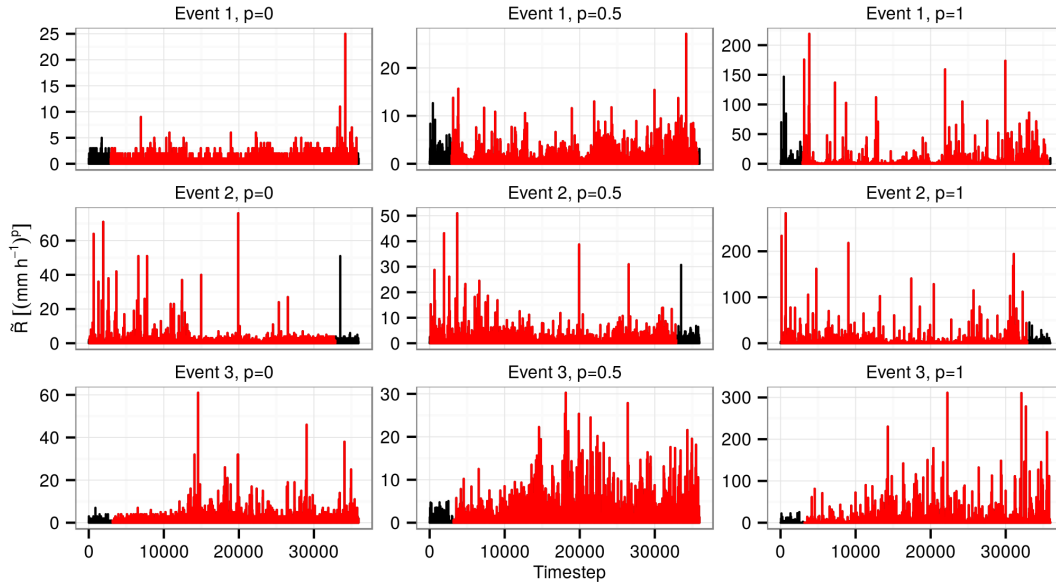 Event 1, p=0
Event 1, p=0.5
Event 1, p=1
25
20
15
10
5
0
20
10
0
200
150
100
50
0
Event 2, p=0
Event 2, p=0.5
Event 2, p=1
R̃ [(mm h⁻¹)ᵖ]
60
40
20
0
50
40
30
20
10
0
200
100
0
Event 3, p=0
Event 3, p=0.5
Event 3, p=1
60
40
20
0
30
20
10
0
300
200
100
0
0 10000 20000 30000
0 10000 20000 30000
0 10000 20000 30000
Timestep